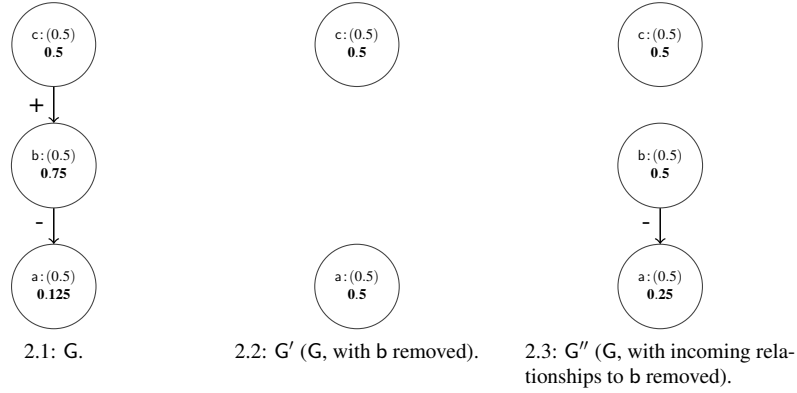 c:(0.5)
0.5
+
b:(0.5)
0.75
-
a:(0.5)
0.125
2.1: G.
c:(0.5)
0.5
a:(0.5)
0.5
2.2: G′ (G, with b removed).
c:(0.5)
0.5
b:(0.5)
0.5
-
a:(0.5)
0.25
2.3: G″ (G, with incoming rela-
tionships to b removed).